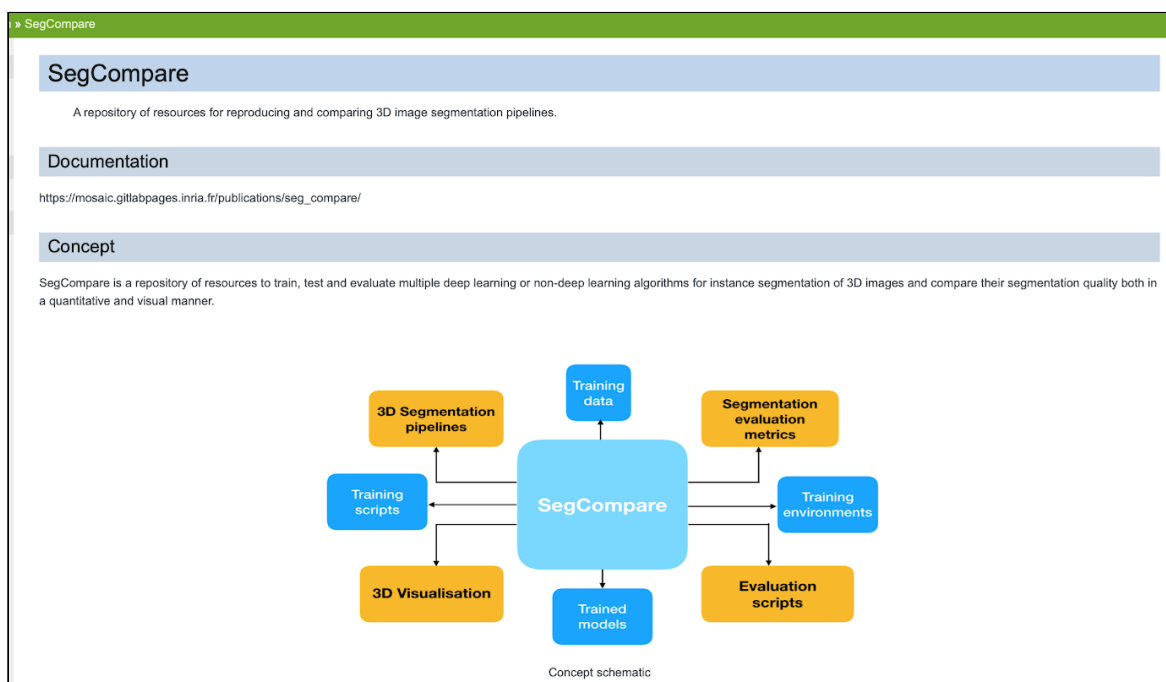 » SegCompare
SegCompare
A repository of resources for reproducing and comparing 3D image segmentation pipelines.
Documentation
https://mosaic.gitlabpages.inria.fr/publications/seg_compare/
Concept
SegCompare is a repository of resources to train, test and evaluate multiple deep learning or non-deep learning algorithms for instance segmentation of 3D images and compare their segmentation quality both in
a quantitative and visual manner.
Training
data
3D Segmentation
pipelines
Segmentation
evaluation
metrics
Training
scripts
SegCompare
Training
environments
3D Visualisation
Trained
models
Evaluation
scripts
Concept schematic